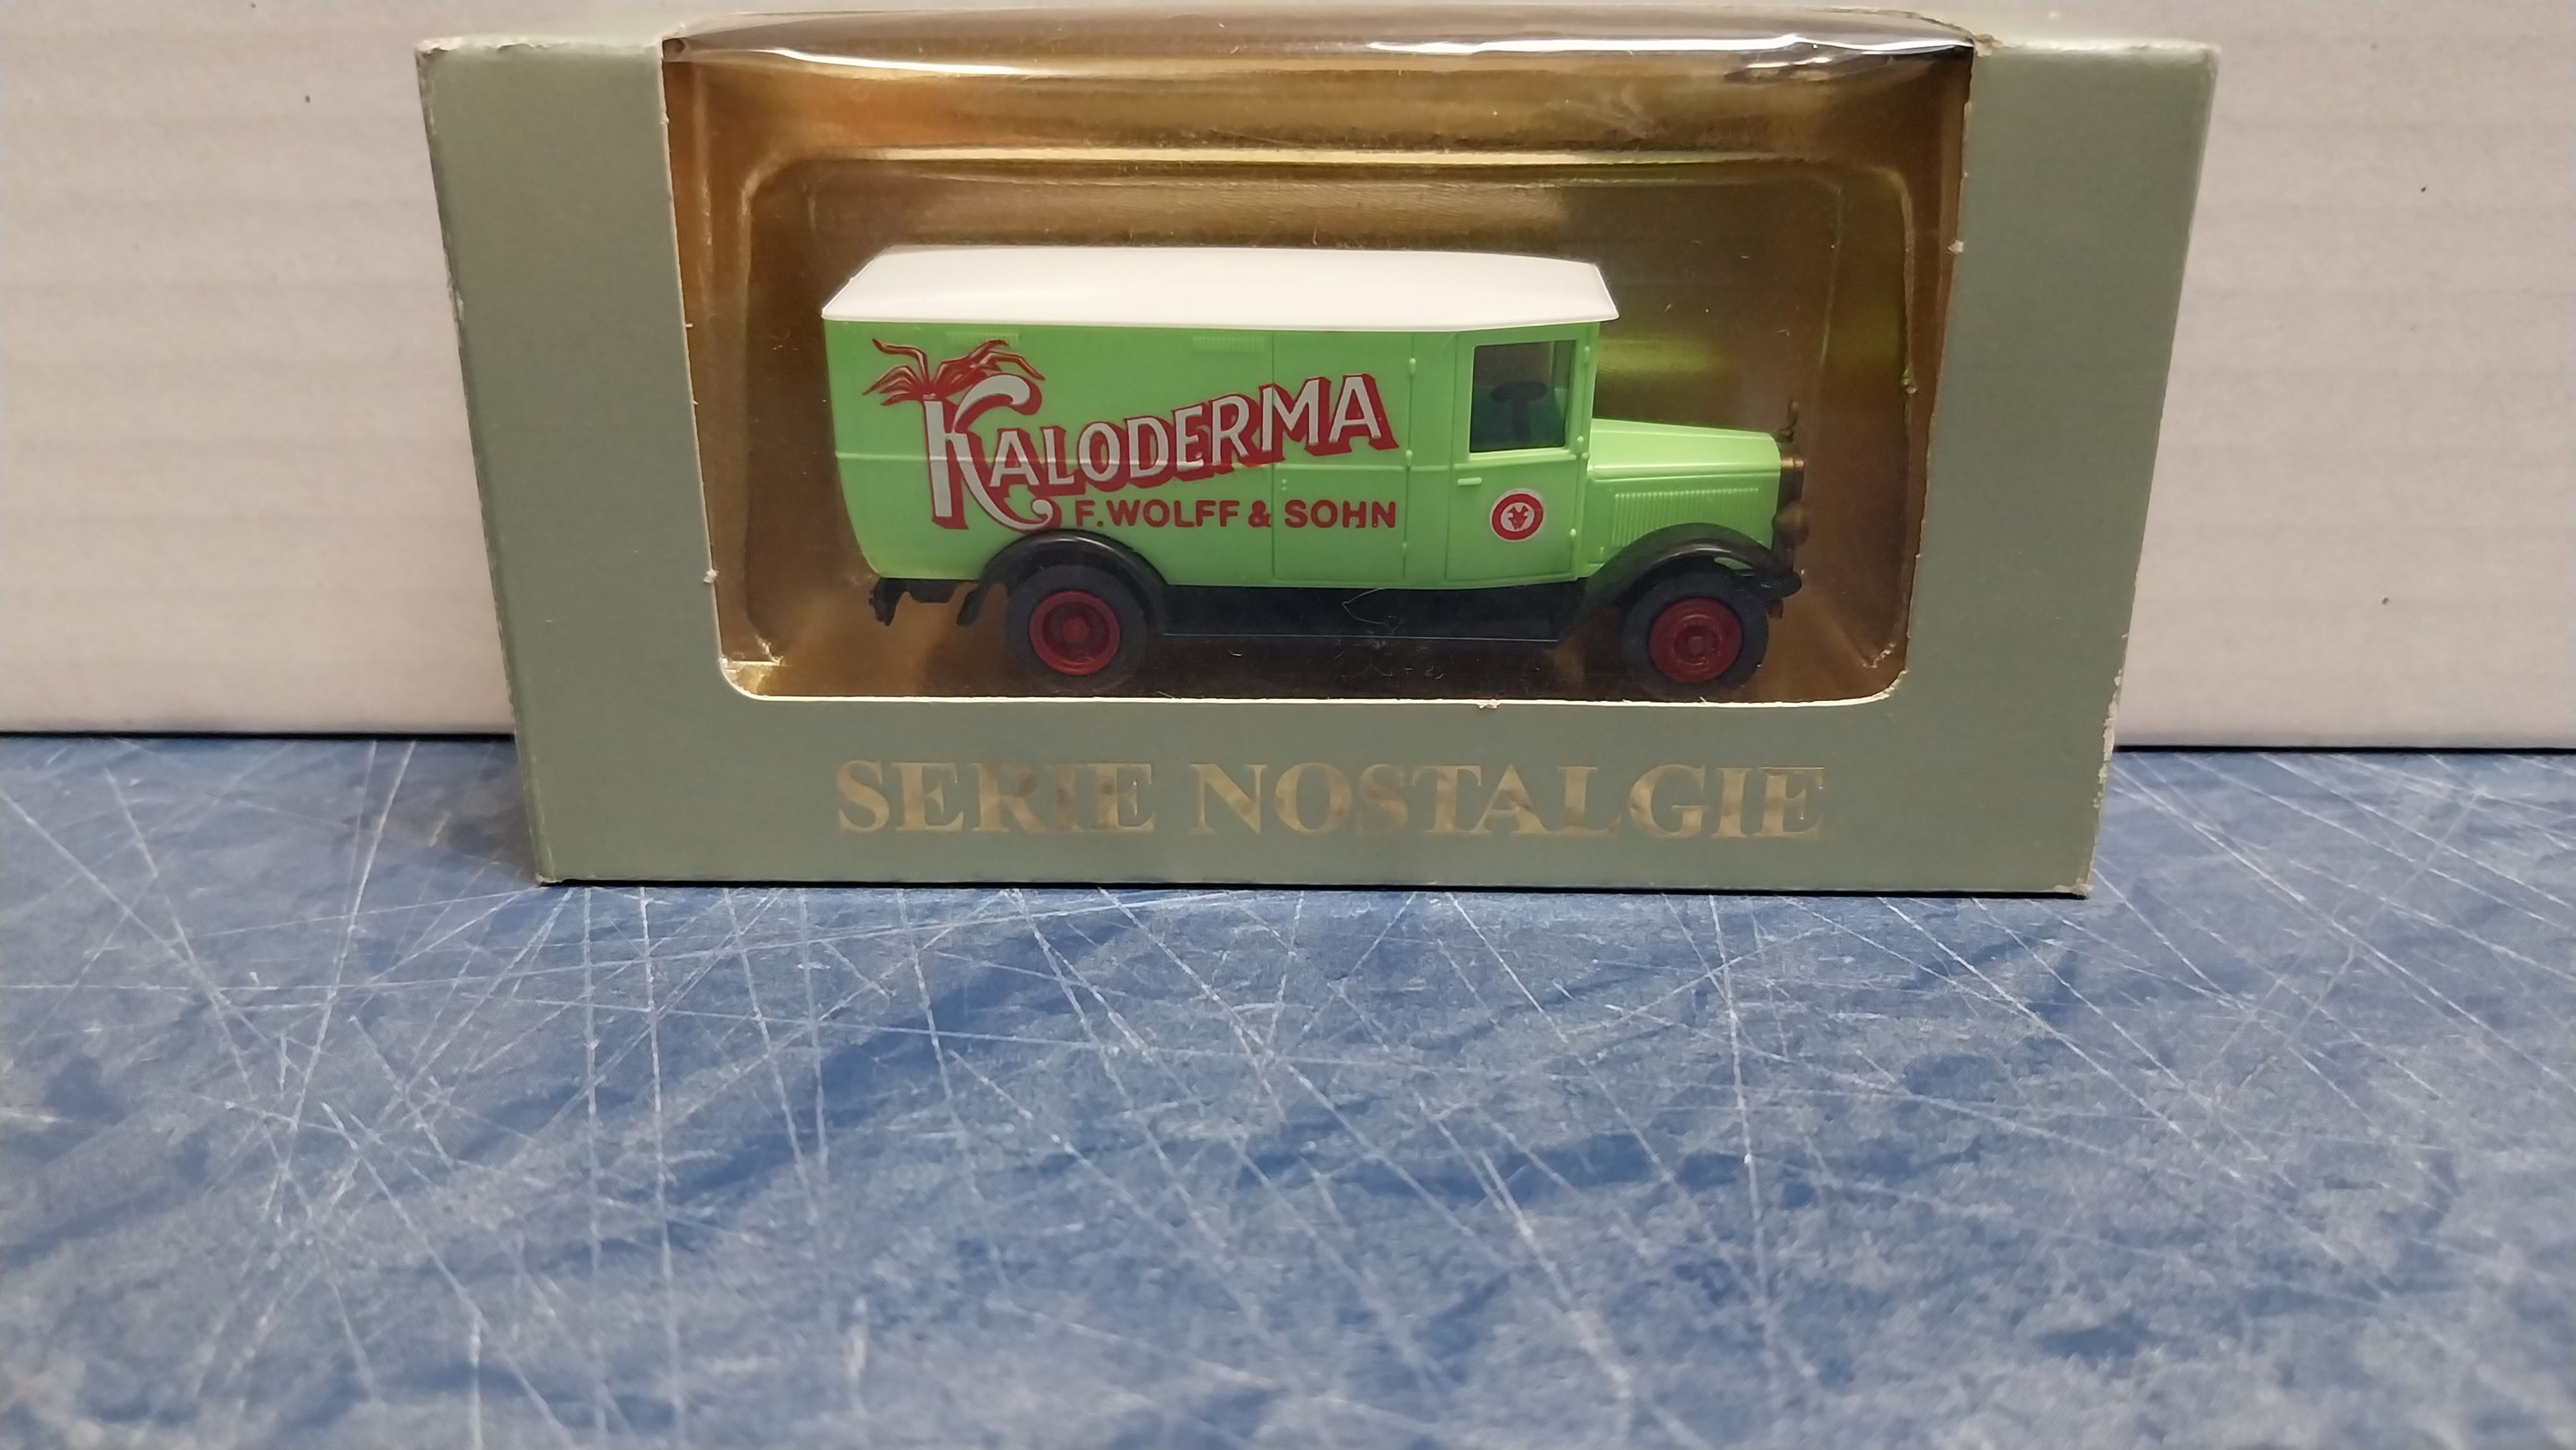 KALODERMA
F. WOLFF & SOHN
SERIE NOSTALGIE